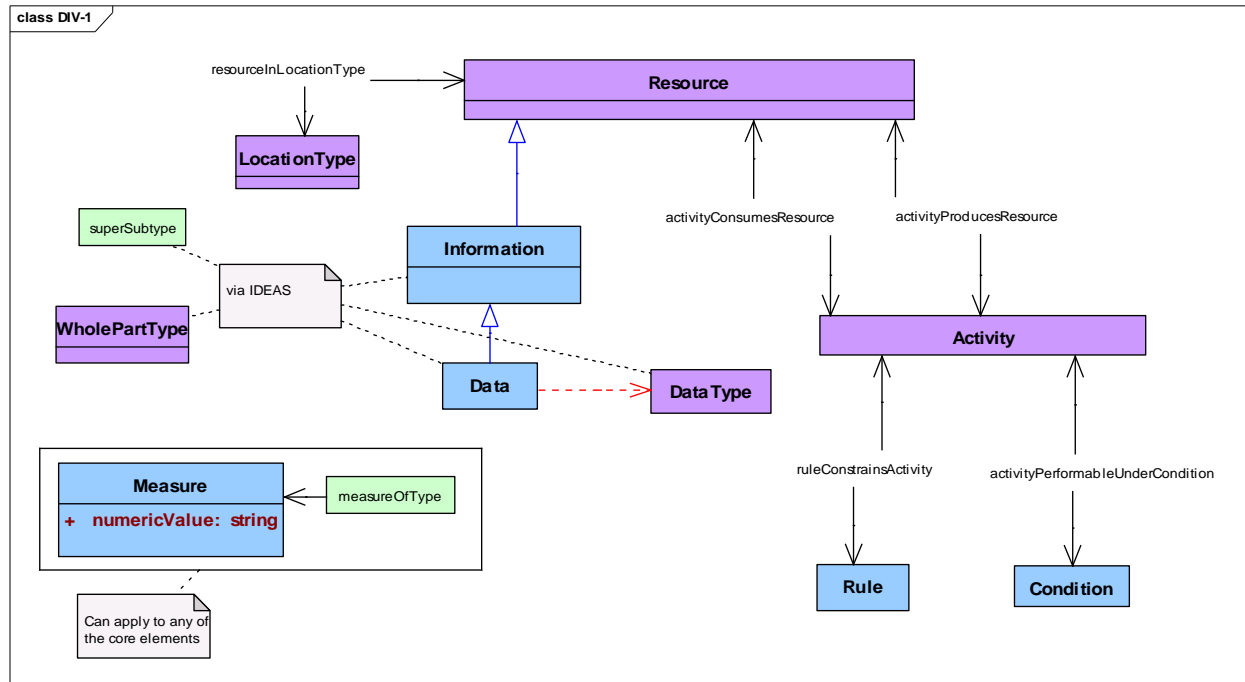 class DIV-1
resourceInLocationType
Resource
LocationType
superSubtype
activityConsumesResource
activityProducesResource
Information
via IDEAS
WholePartType
Activity
Data
DataType
Measure
+ numericValue: string
measureOfType
ruleConstrainsActivity
activityPerformableUnderCondition
Rule
Condition
Can apply to any of
the core elements